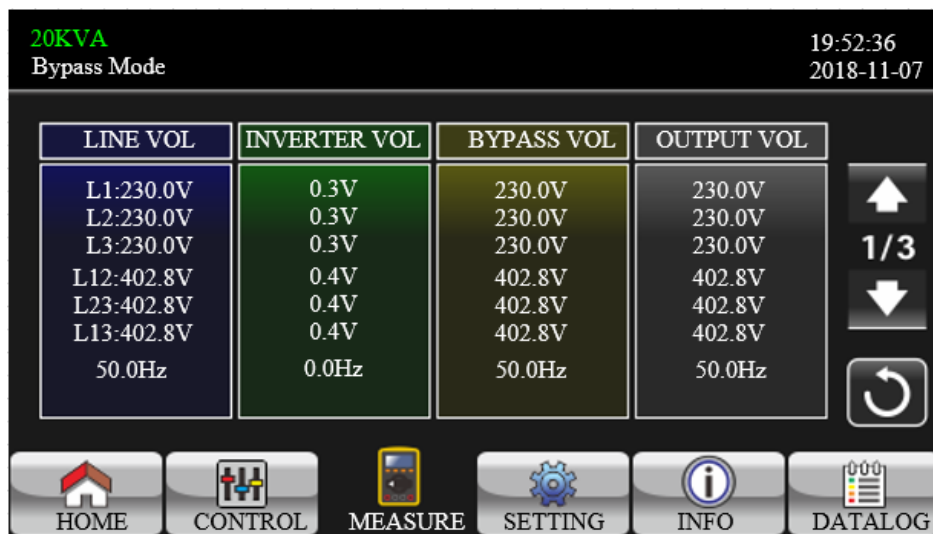 20KVA
Bypass Mode
19:52:36
2018-11-07
LINE VOL INVERTER VOL BYPASS VOL OUTPUT VOL
L1:230.0V 0.3V 230.0V 230.0V
L2:230.0V 0.3V 230.0V 230.0V
L3:230.0V 0.3V 230.0V 230.0V
L12:402.8V 0.4V 402.8V 402.8V
L23:402.8V 0.4V 402.8V 402.8V
L13:402.8V 0.4V 402.8V 402.8V
50.0Hz 0.0Hz 50.0Hz 50.0Hz
1/3
HOME CONTROL MEASURE SETTING INFO DATALOG